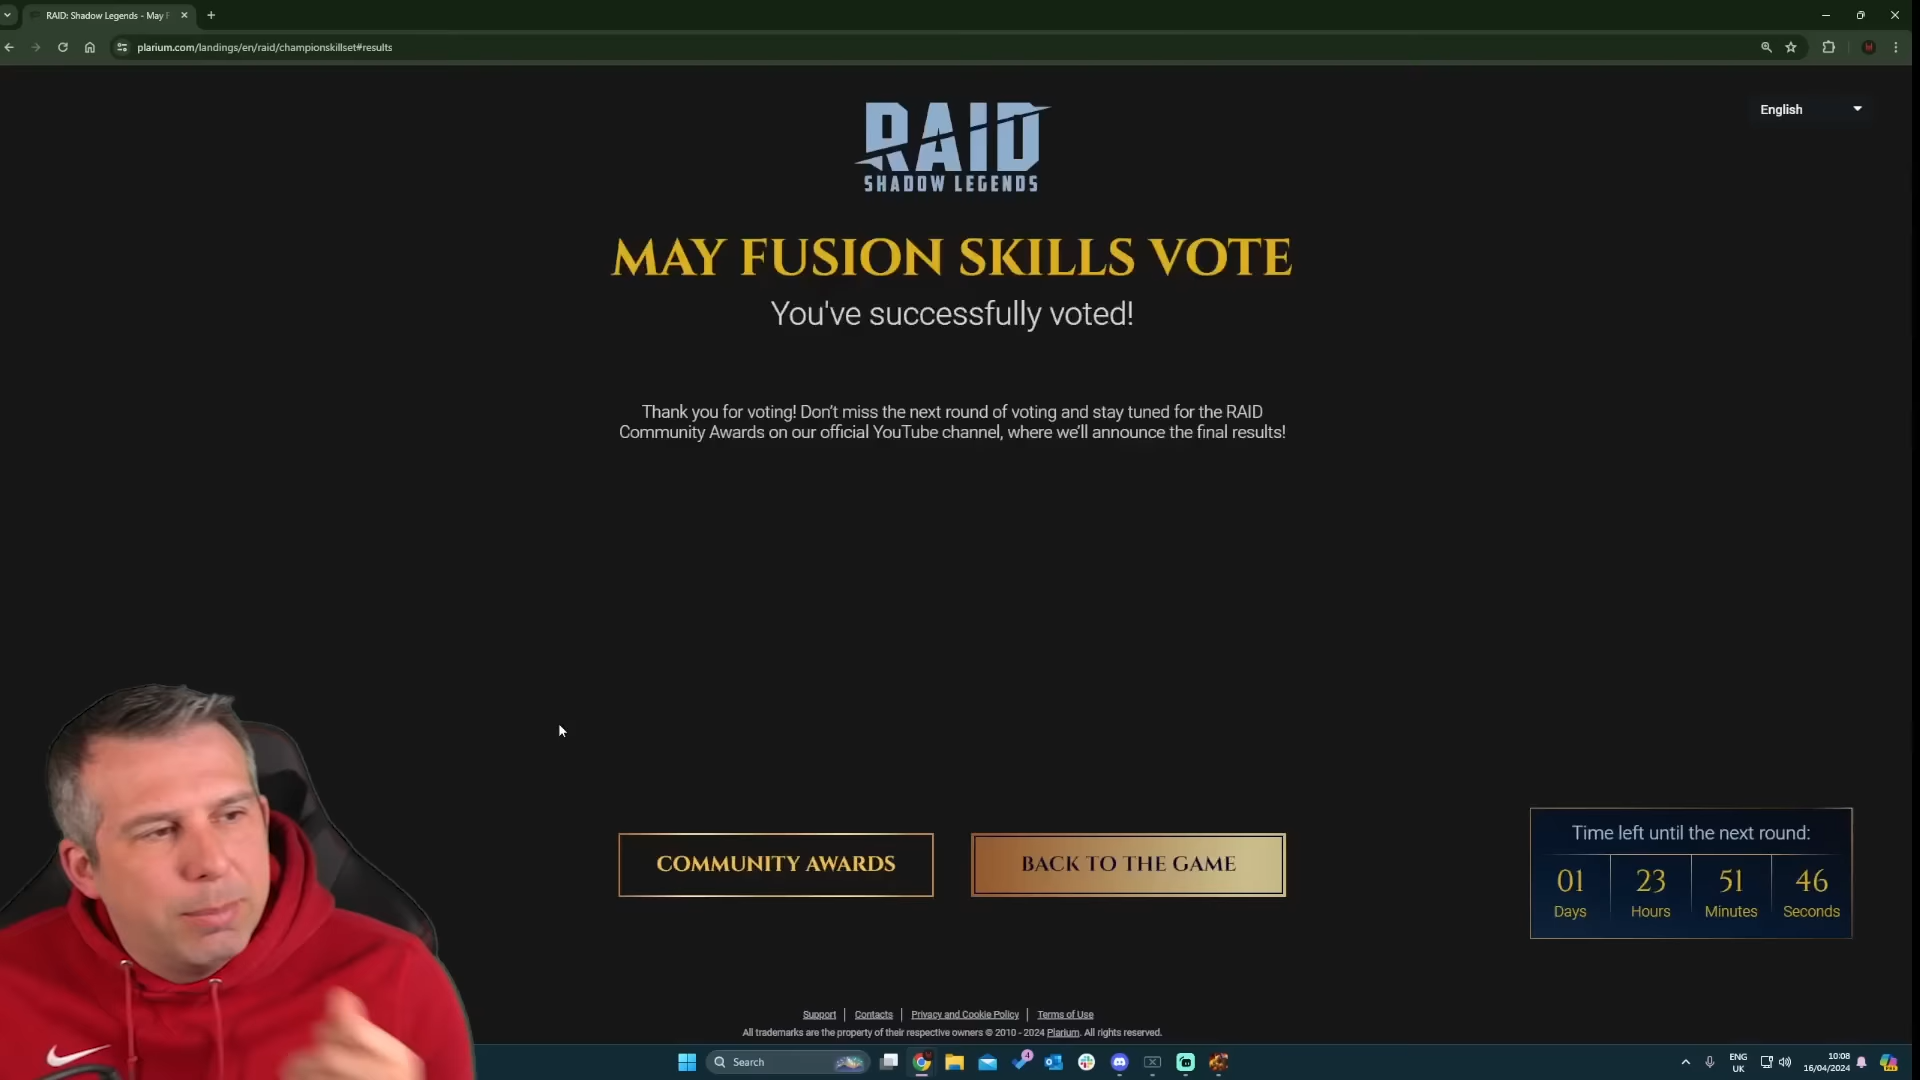 RAID: Shadow Legends - May F
plarium.com/landings/en/raid/championskillset#results
English
RAID
SHADOW LEGENDS
MAY FUSION SKILLS VOTE
You've successfully voted!
Thank you for voting! Don't miss the next round of voting and stay tuned for the RAID
Community Awards on our official YouTube channel, where we'll announce the final results!
COMMUNITY AWARDS
BACK TO THE GAME
Time left until the next round:
01 23 51 46
Days Hours Minutes Seconds
Support | Contacts | Privacy and Cookie Policy | Terms of Use
All trademarks are the property of their respective owners © 2010 - 2024 Plarium. All rights reserved.
Search
4
ENG
UK
10:08
16/04/2024